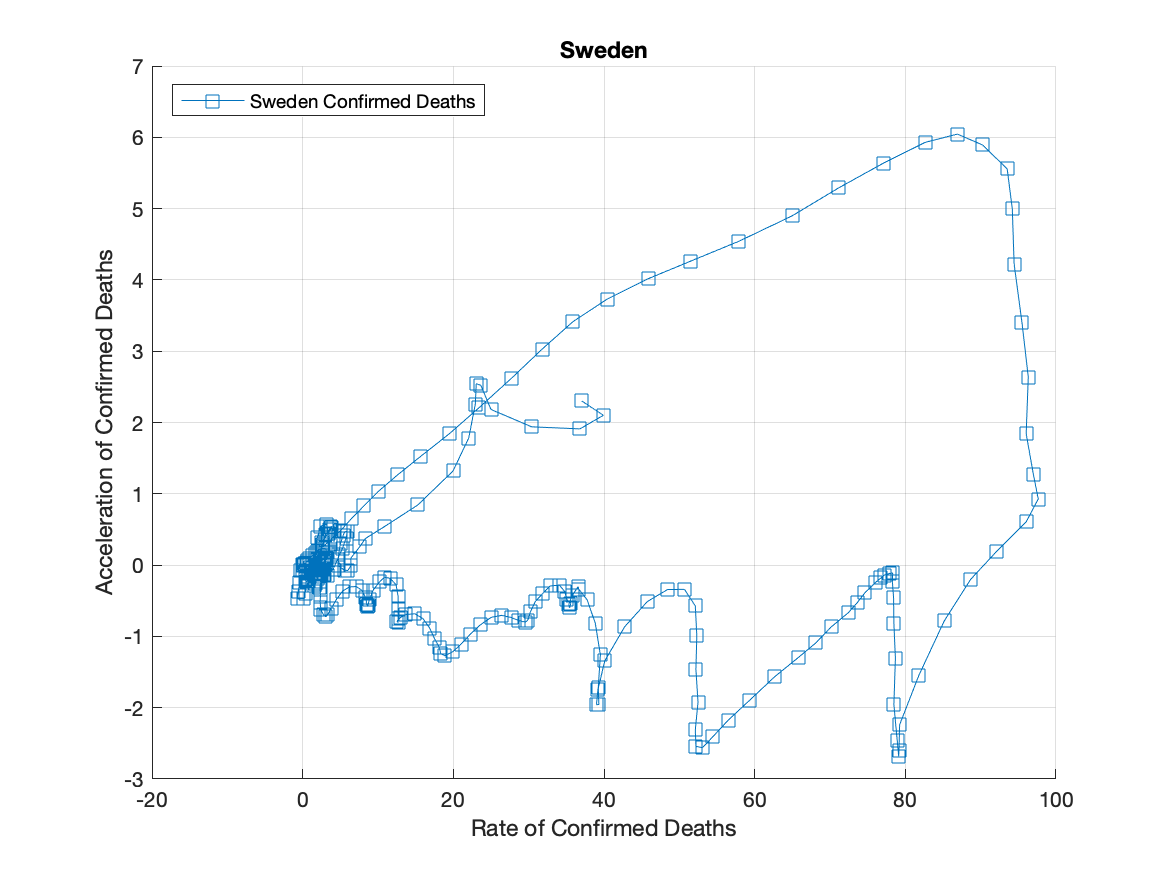 Sweden
7
Sweden Confirmed Deaths
6
5
4
3
2
1
0
-1
-2
-3
Acceleration of Confirmed Deaths
-20 0 20 40 60 80 100
Rate of Confirmed Deaths